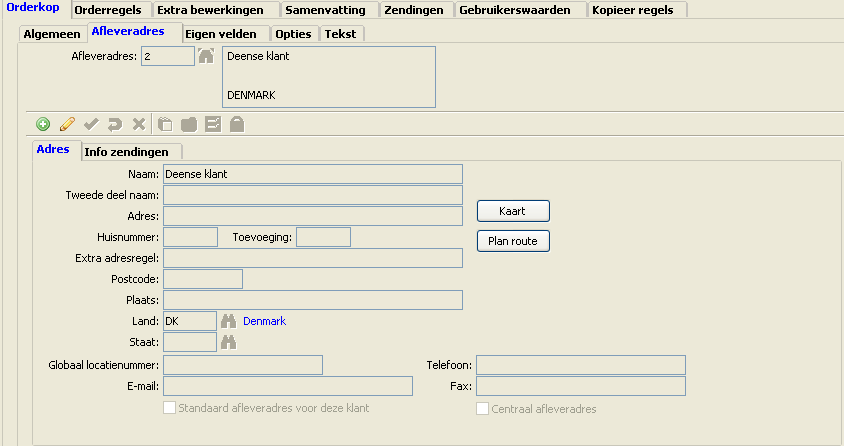 Orderkop Orderregels Extra bewerkingen Samenvatting Zendingen Gebruikerswaarden Kopieer regels
Algemeen Afleveradres Eigen velden Opties Tekst
Afleveradres: 2 Deense klant
DENMARK
Adres Info zendingen
Naam: Deense klant
Tweede deel naam:
Adres: Kaart
Huisnummer: Toevoeging:
Plan route
Extra adresregel:
Postcode:
Plaats:
Land: DK Denmark
Staat:
Globaal locatienummer: Telefoon:
E-mail: Fax:
Standaard afleveradres voor deze klant Centraal afleveradres